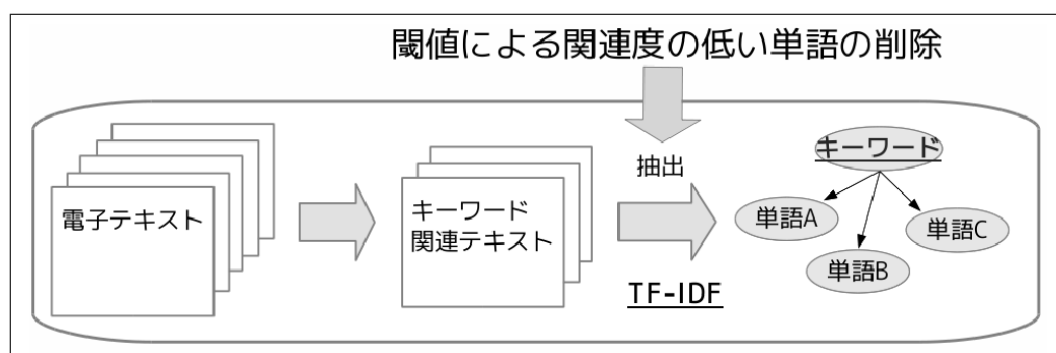 閾値による関連度の低い単語の削除
電子テキスト
キーワード
関連テキスト
抽出
TF-IDF
キーワード
単語A
単語B
単語C